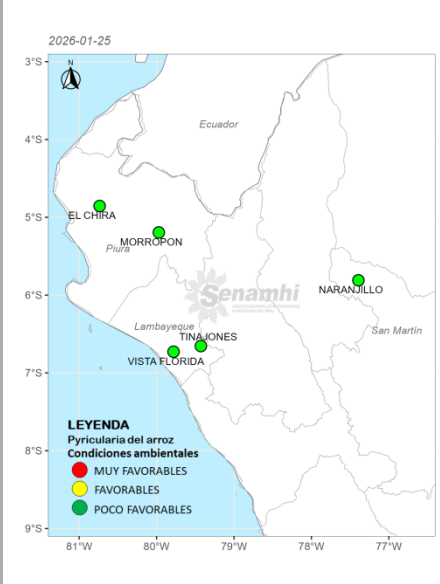 2026-01-25
3°S
N
4°S
Ecuador
5°S
EL CHIRA
MORROPON
Piura
6°S
Senamhi
NARANJILLO
Lambayeque
San Martín
TINAJONES
VISTA FLORIDA
7°S
LEYENDA
Pyricularia del arroz
Condiciones ambientales
MUY FAVORABLES
FAVORABLES
POCO FAVORABLES
8°S
9°S
81°W 80°W 79°W 78°W 77°W